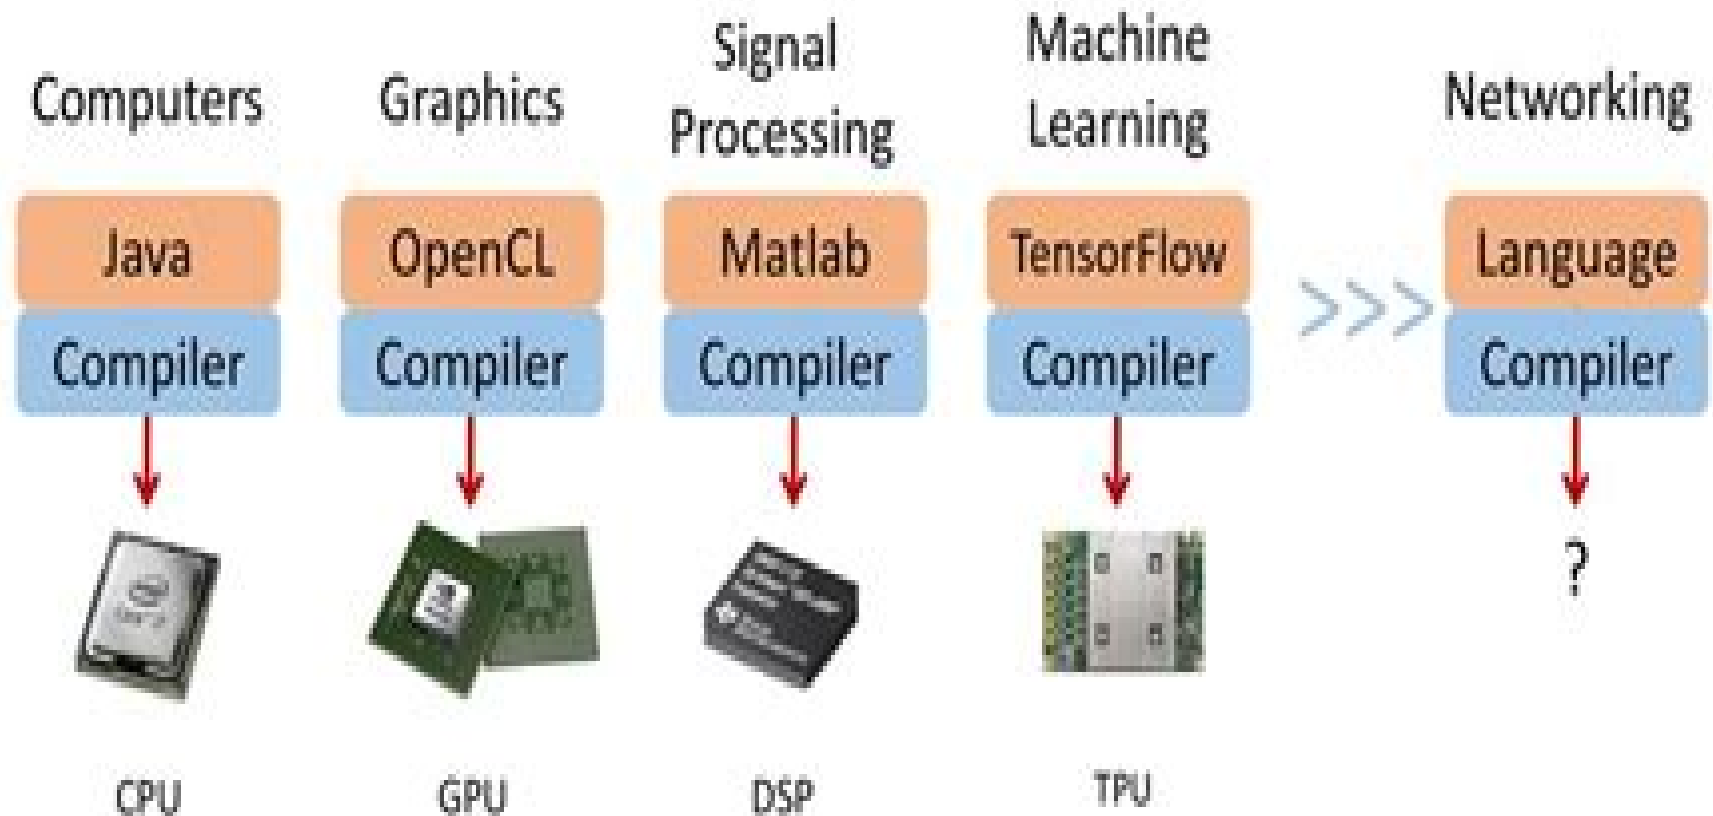 Computers
Graphics
Signal
Processing
Machine
Learning
Networking
Java
OpenCL
Matlab
TensorFlow
Language
Compiler
Compiler
Compiler
Compiler
>>>
Compiler
?
CPU
GPU
DSP
TPU